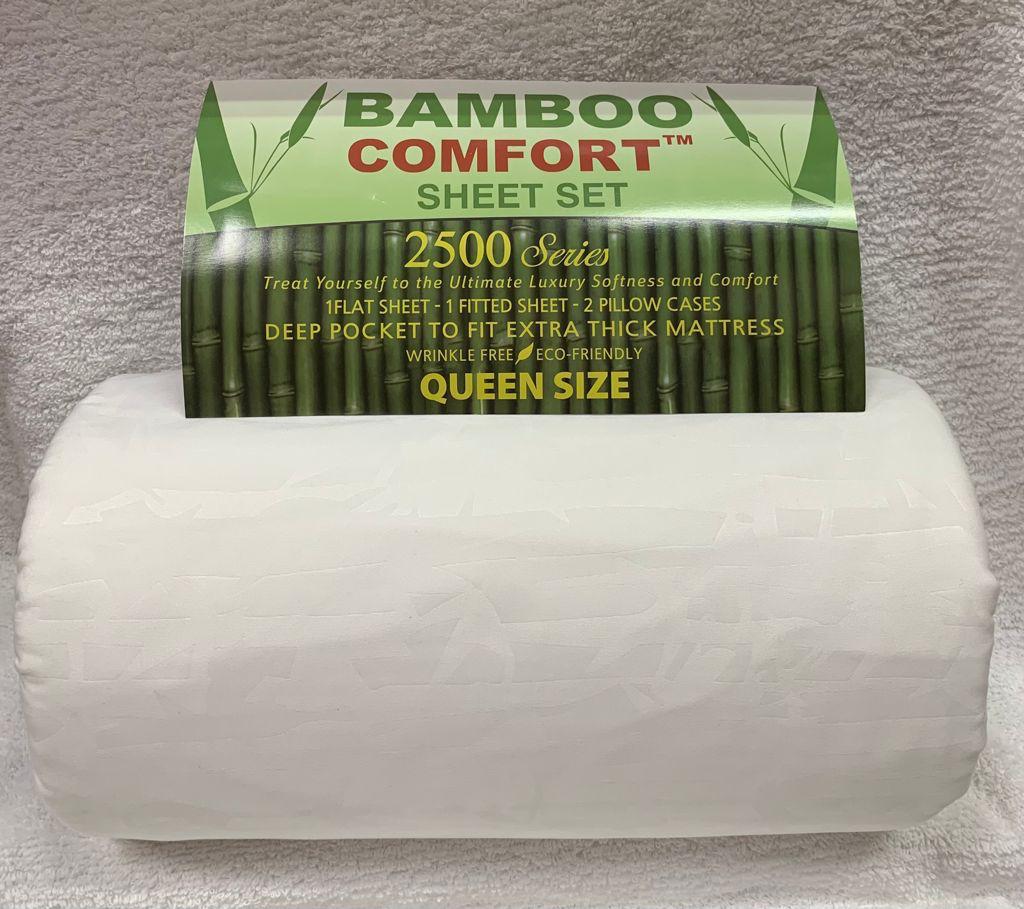 BAMBOO
COMFORT™
SHEET SET
2500 Series
Treat Yourself to the Ultimate Luxury Softness and Comfort
1FLAT SHEET - 1 FITTED SHEET - 2 PILLOW CASES
DEEP POCKET TO FIT EXTRA THICK MATTRESS
WRINKLE FREE ECO-FRIENDLY
QUEEN SIZE